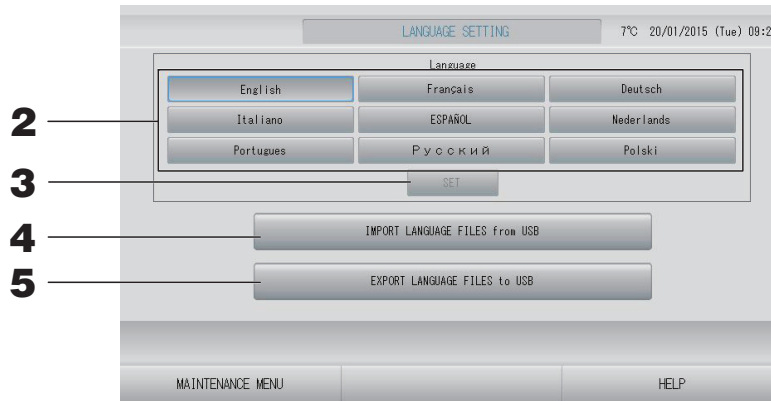 LANGUAGE SETTING 7℃ 20/01/2015 (Tue) 09:2
Language
English Français Deutsch
2 Italiano ESPAÑOL Nederlands
Portugues Русский Polski
3 SET
4 IMPORT LANGUAGE FILES from USB
5 EXPORT LANGUAGE FILES to USB
MAINTENANCE MENU HELP